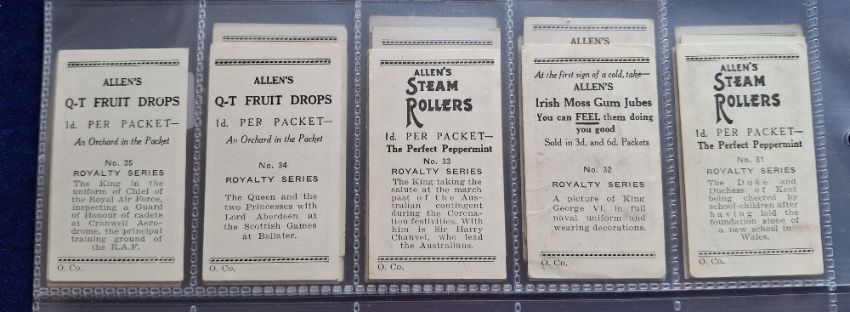 ALLEN'S
Q-T FRUIT DROPS
1d. PER PACKET—
An Orchard in the Packet
No. 35
ROYALTY SERIES
The King in the
uniform of Chief of
the Royal Air Force,
inspecting a Guard
of Honour of cadets
at Cranwell Aero-
drome, the principal
training ground of
the R.A.F.
O. Co.
ALLEN'S
Q-T FRUIT DROPS
1d. PER PACKET—
An Orchard in the Packet
No. 34
ROYALTY SERIES
The Queen and the
two Princesses with
Lord Aberdeen at
the Scottish Games
at Ballater.
O. Co.
ALLEN'S
STEAM
ROLLERS
1d. PER PACKET—
The Perfect Peppermint
No. 33
ROYALTY SERIES
The King taking the
salute at the march
past of the Aus-
tralian contingent
during the Corona-
tion festivities. With
him is Sir Harry
Chauvel, who lead
the Australians.
O. Co.
ALLEN'S
At the first sign of a cold, take—
ALLEN'S
Irish Moss Gum Jubes
You can FEEL them doing
you good
Sold in 3d. and 6d. Packets
No. 32
ROYALTY SERIES
A picture of King
George VI. in full
naval uniform and
wearing decorations.
O. Co.
ALLEN'S
STEAM
ROLLERS
1d. PER PACKET—
The Perfect Peppermint
No. 31
ROYALTY SERIES
The Duke and
Duchess of Kent
being cheered by
school-children after
having laid the
foundation stone of
a new school in
Wales.
O. Co.